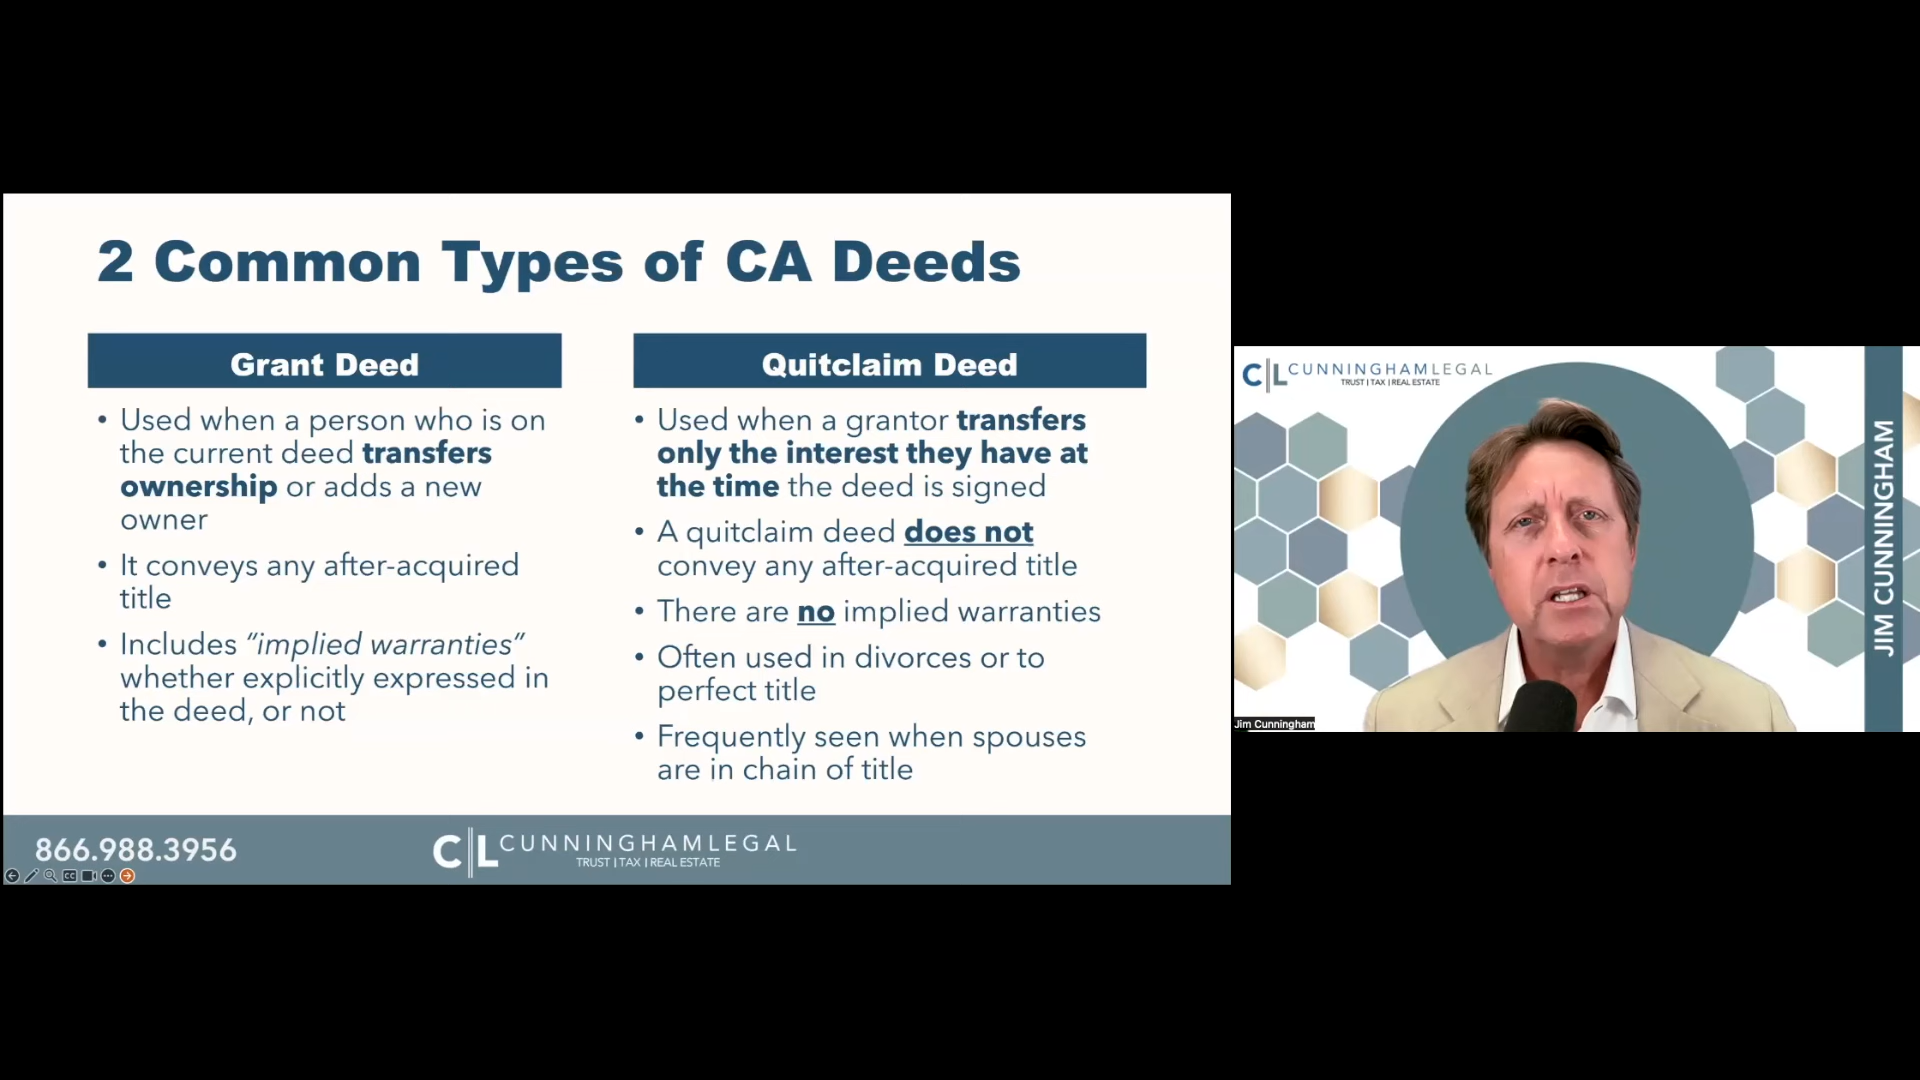 2 Common Types of CA Deeds
Grant Deed
• Used when a person who is on
the current deed transfers
ownership or adds a new
owner
• It conveys any after-acquired
title
• Includes “implied warranties”
whether explicitly expressed in
the deed, or not
Quitclaim Deed
• Used when a grantor transfers
only the interest they have at
the time the deed is signed
• A quitclaim deed does not
convey any after-acquired title
• There are no implied warranties
• Often used in divorces or to
perfect title
• Frequently seen when spouses
are in chain of title
866.988.3956
CL CUNNINGHAMLEGAL
TRUST | TAX | REAL ESTATE
CC
CL CUNNINGHAMLEGAL
TRUST | TAX | REAL ESTATE
JIM CUNNINGHAM
Jim Cunningham